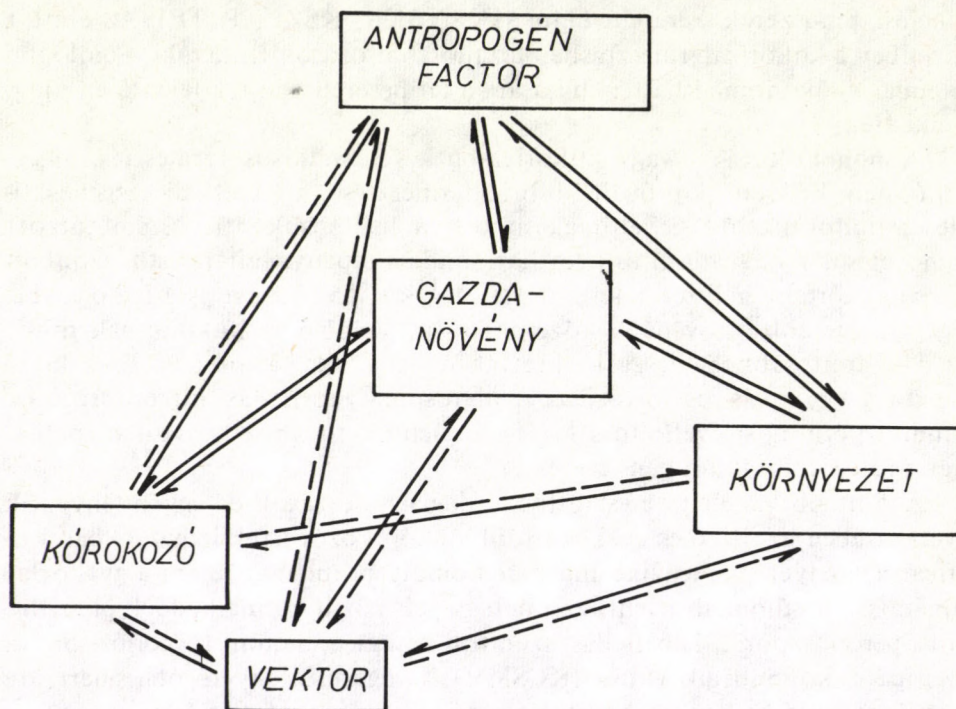 ANTROPOGÉN
FACTOR
GAZDA-
NÖVÉNY
KÖRNYEZET
KÓROKOZÓ
VEKTOR